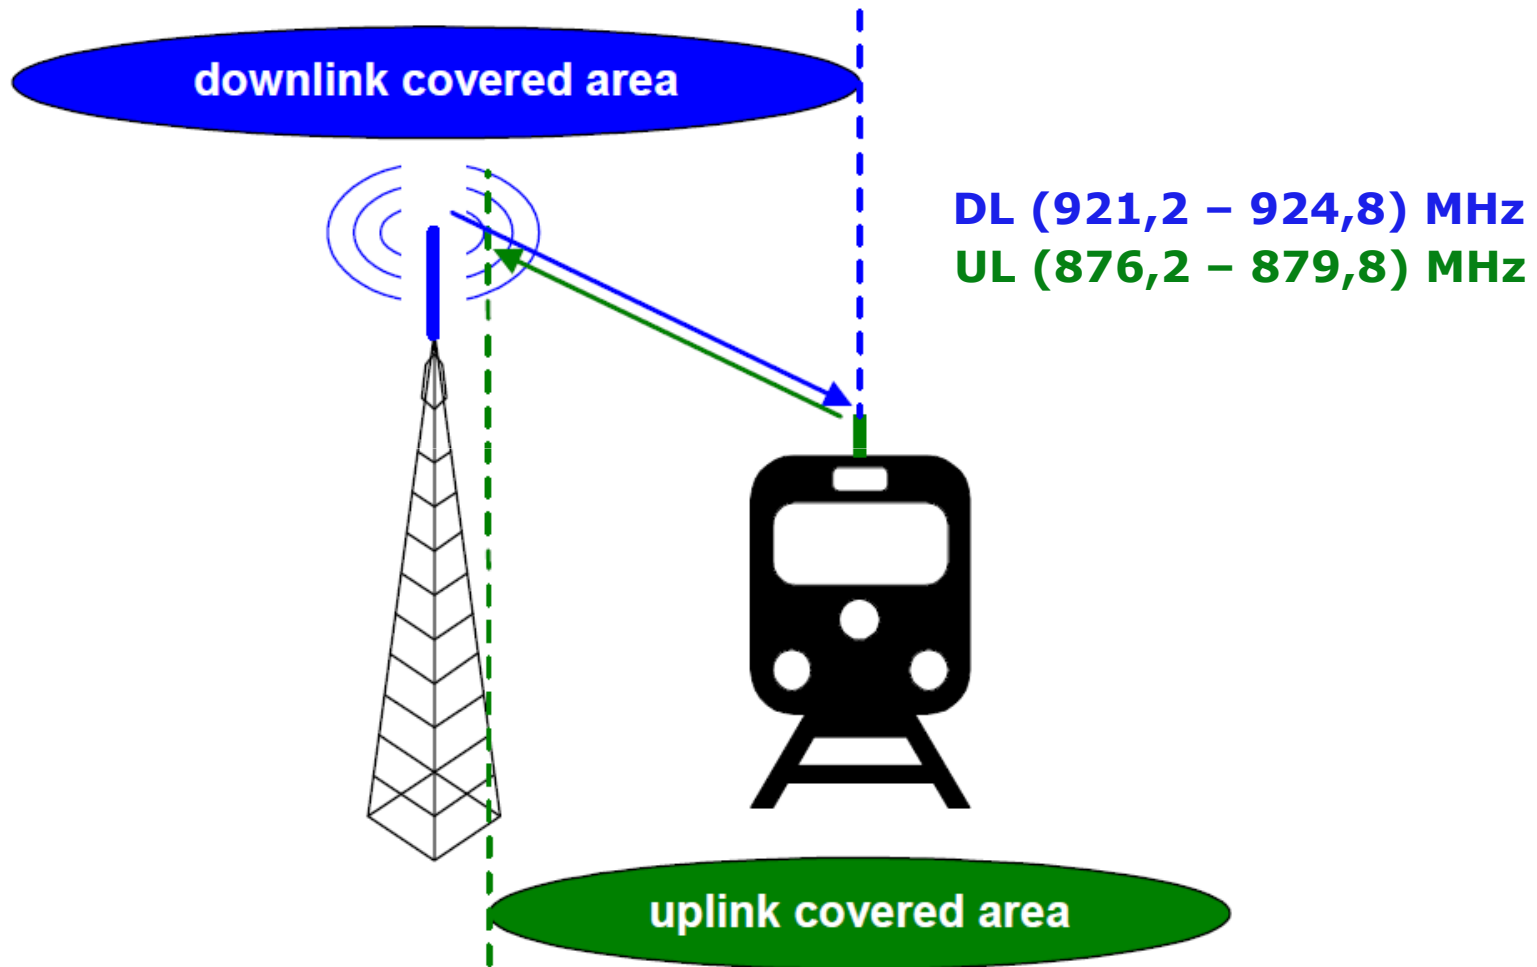 downlink covered area
DL (921,2 – 924,8) MHz
UL (876,2 – 879,8) MHz
uplink covered area